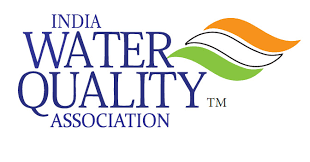 INDIA
WATER
QUALITY ™
ASSOCIATION